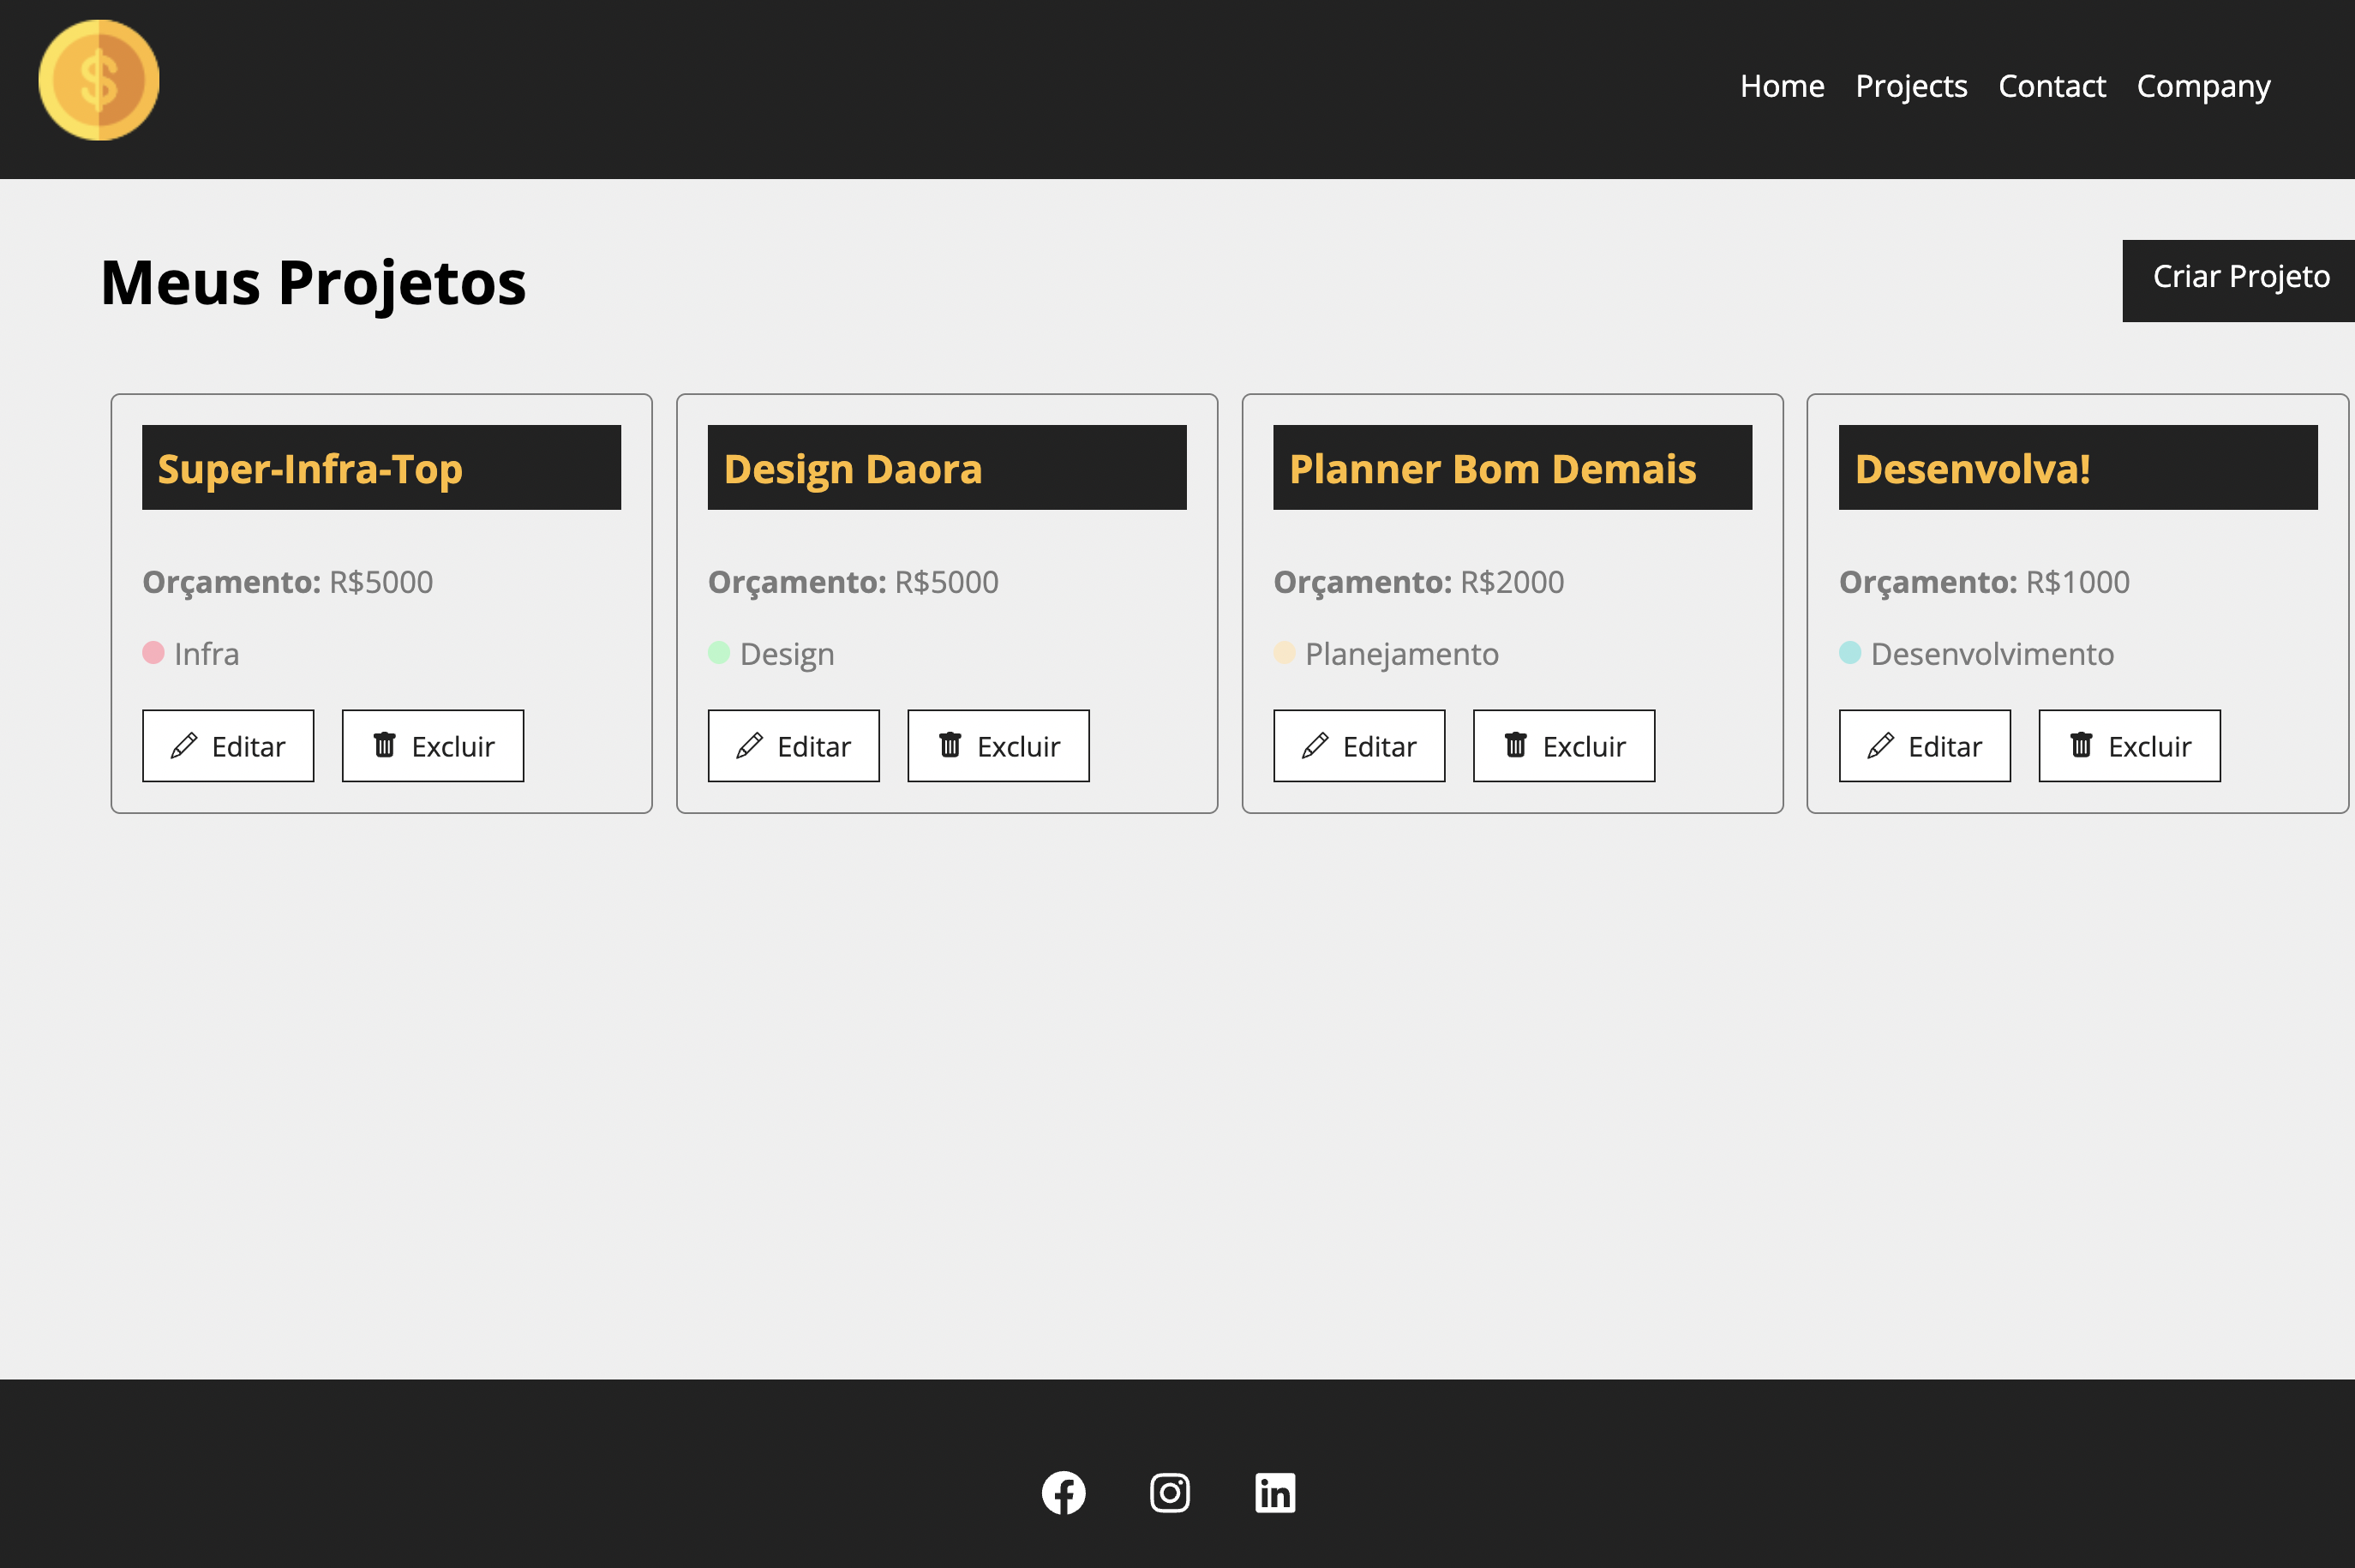 $
Home Projects Contact Company
Meus Projetos
Criar Projeto
Super-Infra-Top
Orçamento: R$5000
Infra
Editar Excluir
Design Daora
Orçamento: R$5000
Design
Editar Excluir
Planner Bom Demais
Orçamento: R$2000
Planejamento
Editar Excluir
Desenvolva!
Orçamento: R$1000
Desenvolvimento
Editar Excluir